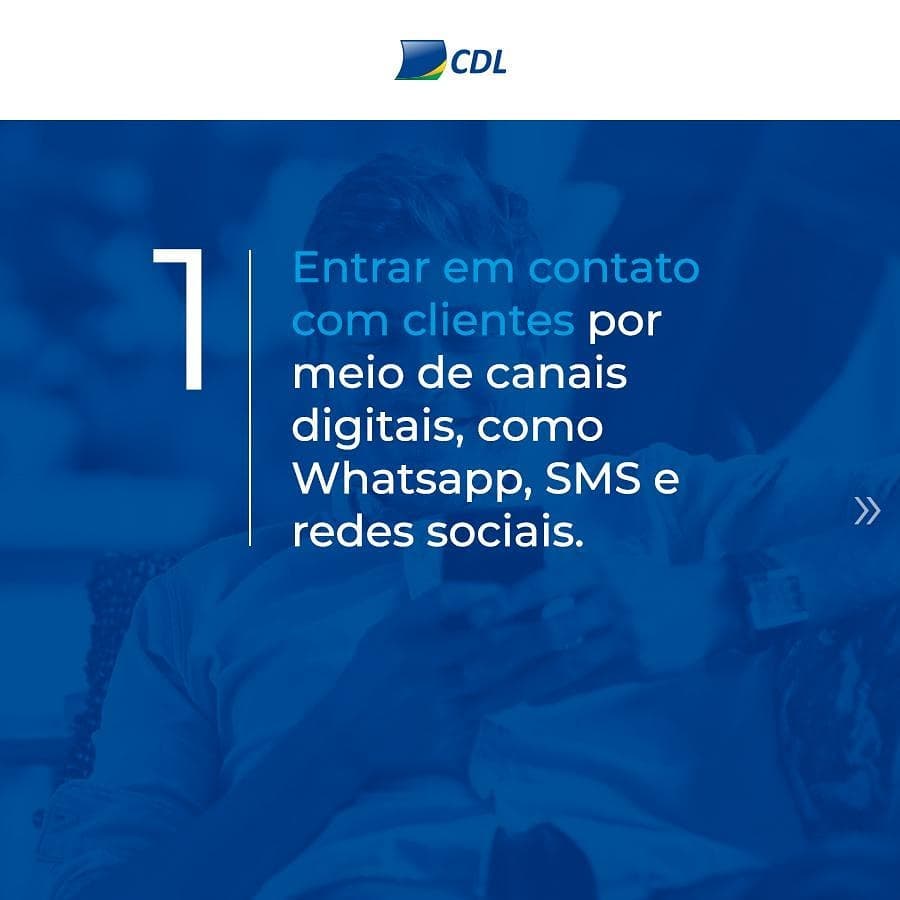 CDL
1
Entrar em contato
com clientes por
meio de canais
digitais, como
Whatsapp, SMS e
redes sociais.